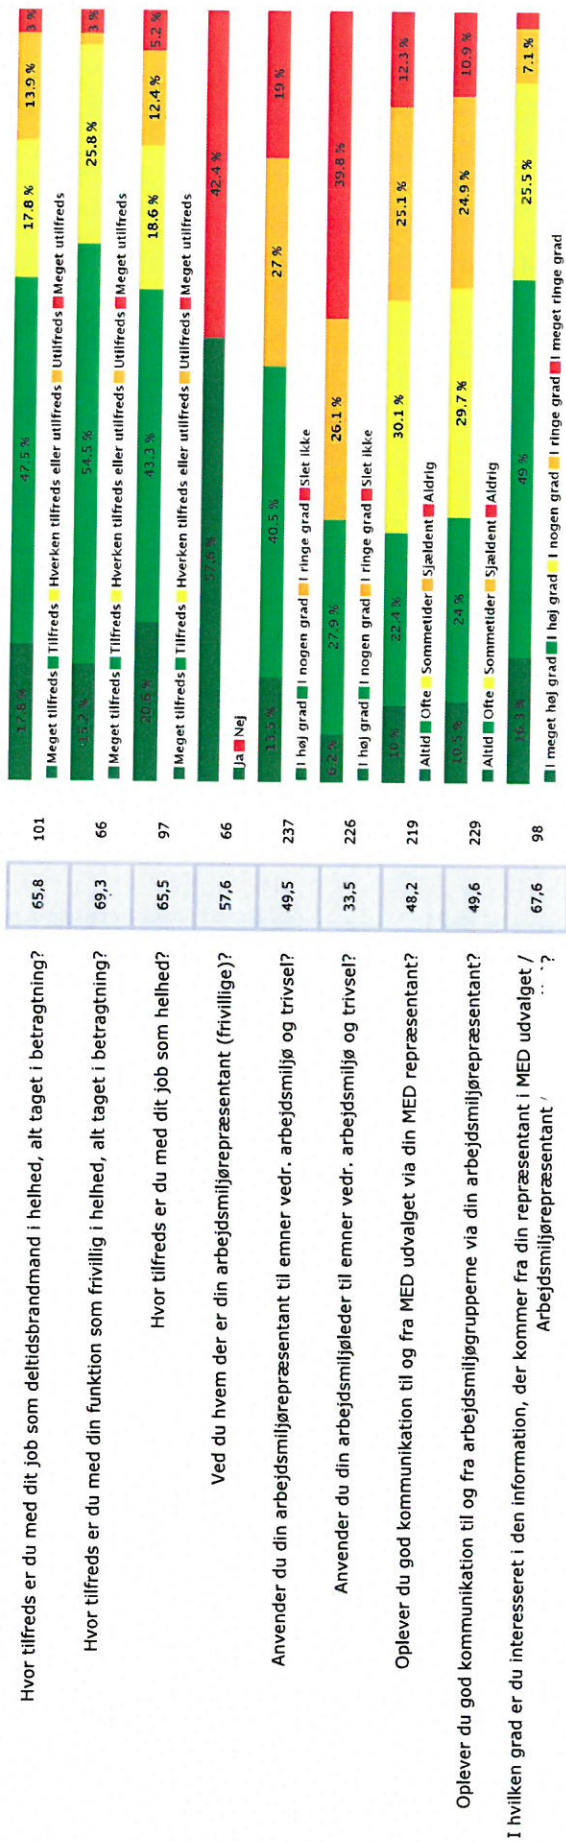 Hvor tilfreds er du med dit job som deltidsbrandmand i helhed, alt taget i betragtning? 65,8 101 17.8 % 47.5 % 17.8 % 13.9 % 3 %
Meget tilfreds Tilfreds Hverken tilfreds eller utilfreds Utilfreds Meget utilfreds
Hvor tilfreds er du med din funktion som frivillig i helhed, alt taget i betragtning? 69,3 66 15.2 % 54.5 % 25.8 % 3 %
Meget tilfreds Tilfreds Hverken tilfreds eller utilfreds Utilfreds Meget utilfreds
Hvor tilfreds er du med dit job som helhed? 65,5 97 20.6 % 43.3 % 18.6 % 12.4 % 5.2 %
Meget tilfreds Tilfreds Hverken tilfreds eller utilfreds Utilfreds Meget utilfreds
Ved du hvem der er din arbejdsmiljørepræsentant (frivillige)? 57,6 66 57.6 % 42.4 %
Ja Nej
Anvender du din arbejdsmiljørepræsentant til emner vedr. arbejdsmiljø og trivsel? 49,5 237 13.5 % 40.5 % 27 % 19 %
I høj grad I nogen grad I ringe grad Slet ikke
Anvender du din arbejdsmiljøleder til emner vedr. arbejdsmiljø og trivsel? 33,5 226 6.2 % 27.9 % 26.1 % 39.8 %
I høj grad I nogen grad I ringe grad Slet ikke
Oplever du god kommunikation til og fra MED udvalget via din MED repræsentant? 48,2 219 10 % 22.4 % 30.1 % 25.1 % 12.3 %
Altid Ofte Sommetider Sjældent Aldrig
Oplever du god kommunikation til og fra arbejdsmiljøgrupperne via din arbejdsmiljørepræsentant? 49,6 229 10.5 % 24 % 29.7 % 24.9 % 10.9 %
Altid Ofte Sommetider Sjældent Aldrig
I hvilken grad er du interesseret i den information, der kommer fra din repræsentant i MED udvalget / 67,6 98 16.3 % 49 % 25.5 % 7.1 %
Arbejdsmiljørepræsentant ?
I meget høj grad I høj grad I nogen grad I ringe grad I meget ringe grad